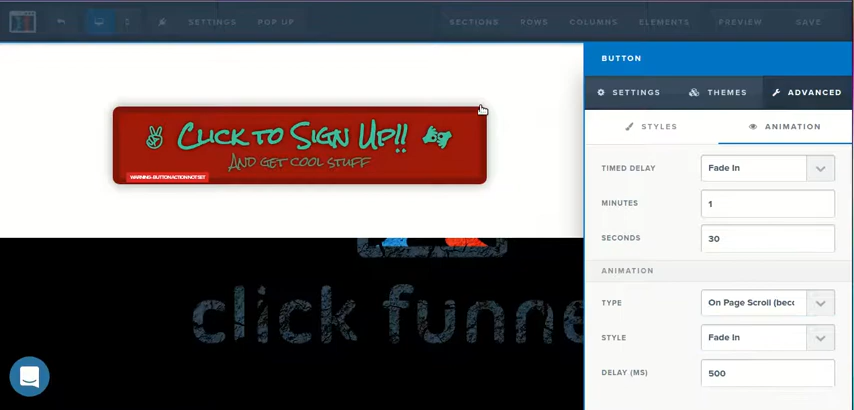 SETTINGS POP UP SECTIONS ROWS COLUMNS ELEMENTS PREVIEW SAVE
BUTTON
SETTINGS THEMES ADVANCED
STYLES ANIMATION
Click to Sign Up!!
And get cool stuff
WARNING - BUTTON ACTION NOT SET
TIMED DELAY Fade In
MINUTES 1
SECONDS 30
ANIMATION
TYPE On Page Scroll (bec
STYLE Fade In
DELAY (MS) 500
click funne